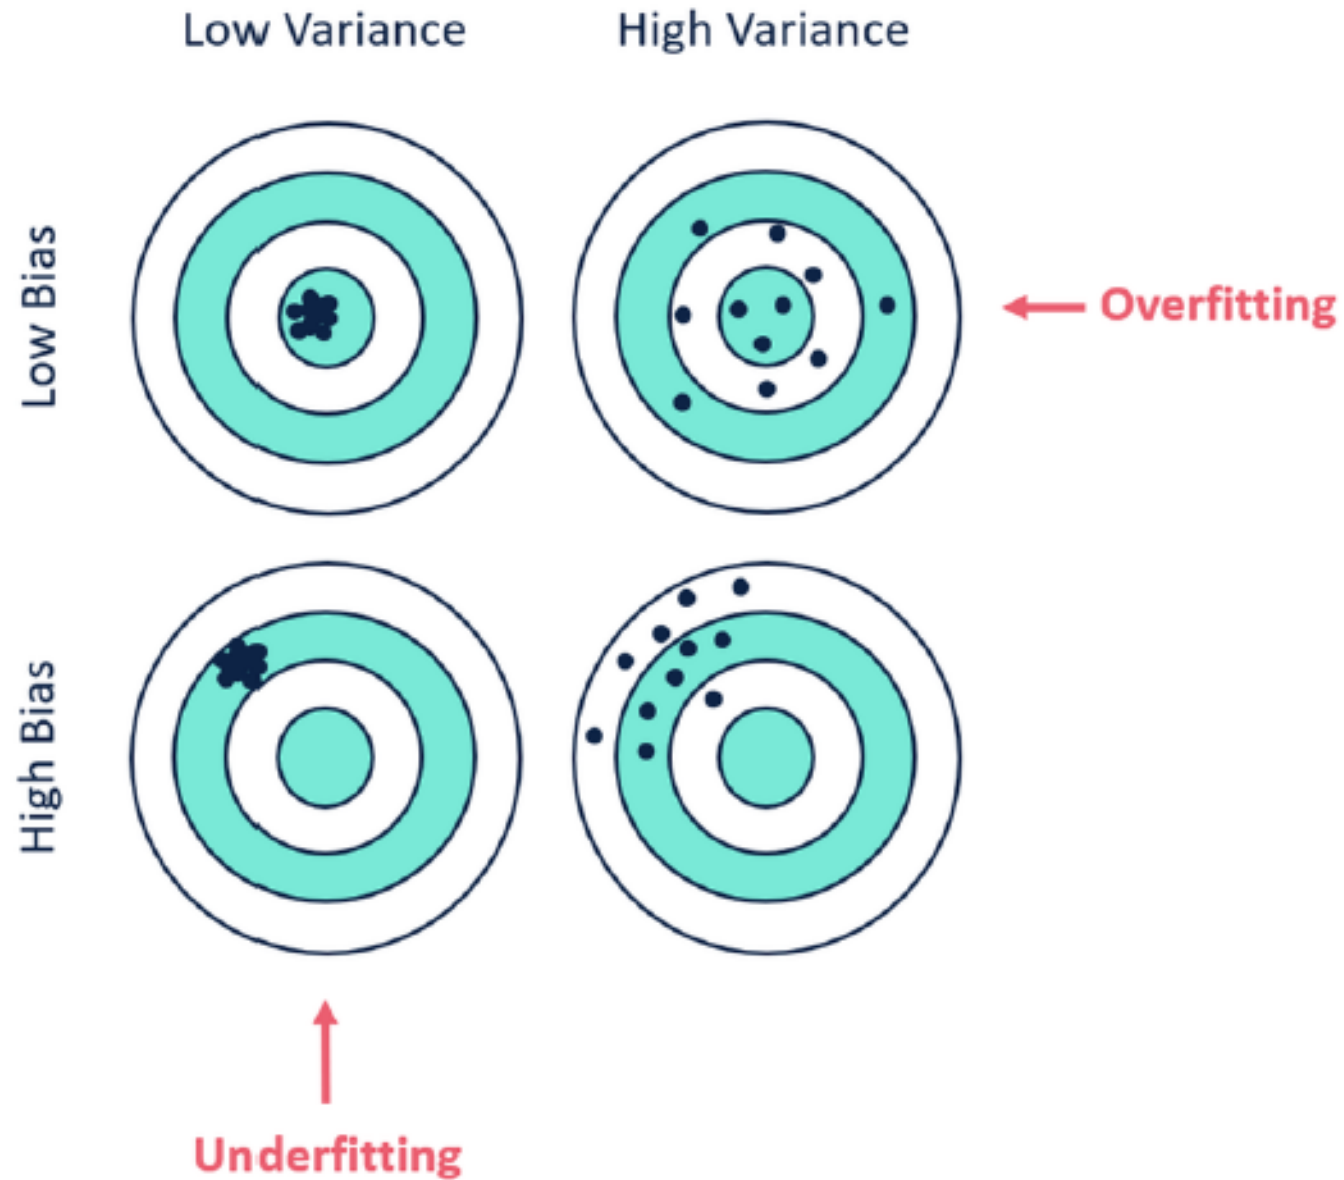 Low Variance
High Variance
Low Bias
Overfitting
High Bias
Underfitting